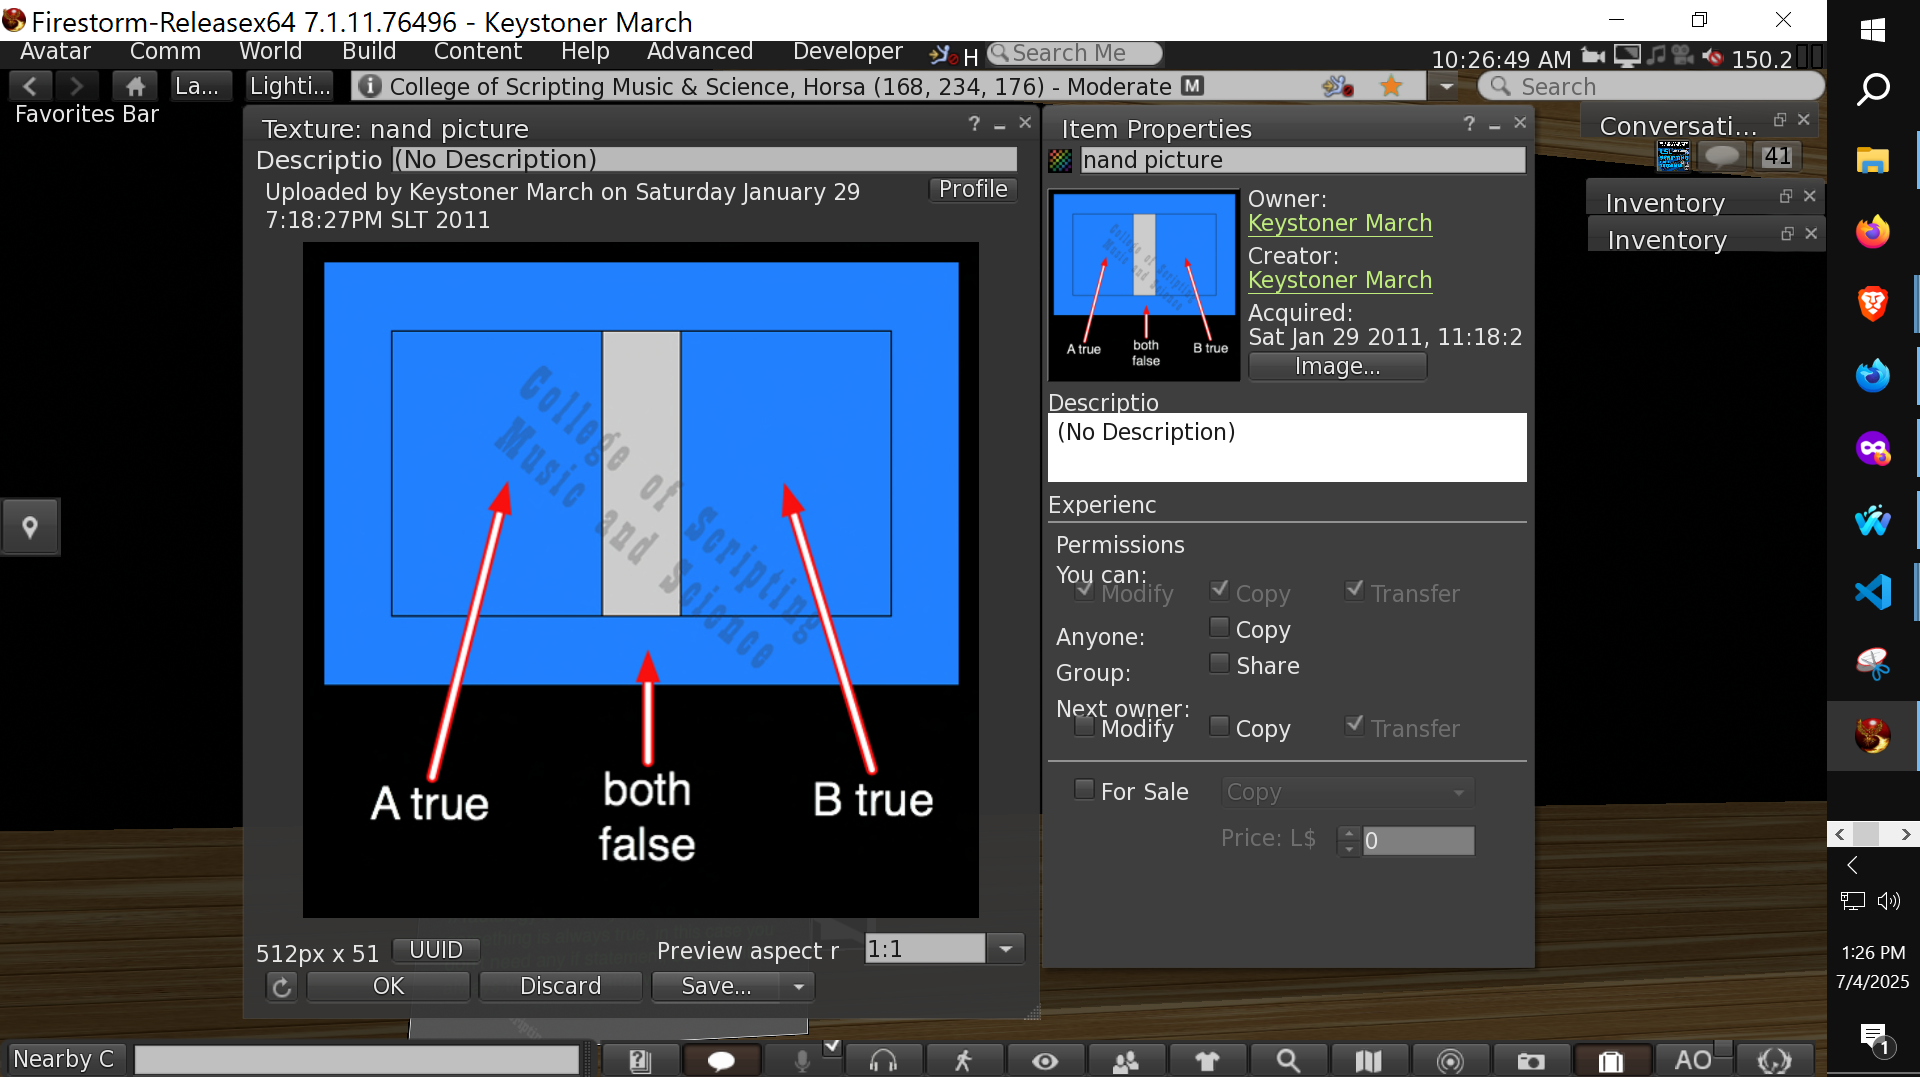 Firestorm-Releasex64 7.1.11.76496 - Keystoner March
Avatar Comm World Build Content Help Advanced Developer H Search Me 10:26:49 AM 150.2
La... Lighti... College of Scripting Music & Science, Horsa (168, 234, 176) - Moderate M Search
Favorites Bar
Texture: nand picture
Descriptio (No Description)
Uploaded by Keystoner March on Saturday January 29
7:18:27PM SLT 2011
Profile
College of Scripting
Music and Science
A true
both
false
B true
512px x 51 UUID Preview aspect r 1:1
OK Discard Save...
Item Properties
nand picture
College of Scripting
Music and Science
A true
both
false
B true
Owner:
Keystoner March
Creator:
Keystoner March
Acquired:
Sat Jan 29 2011, 11:18:2
Image...
Descriptio
(No Description)
Experienc
Permissions
You can:
Modify Copy Transfer
Anyone: Copy
Group: Share
Next owner:
Modify Copy Transfer
For Sale Copy
Price: L$ 0
Conversati...
41
Inventory
Inventory
Nearby C
AO
1:26 PM
7/4/2025
1